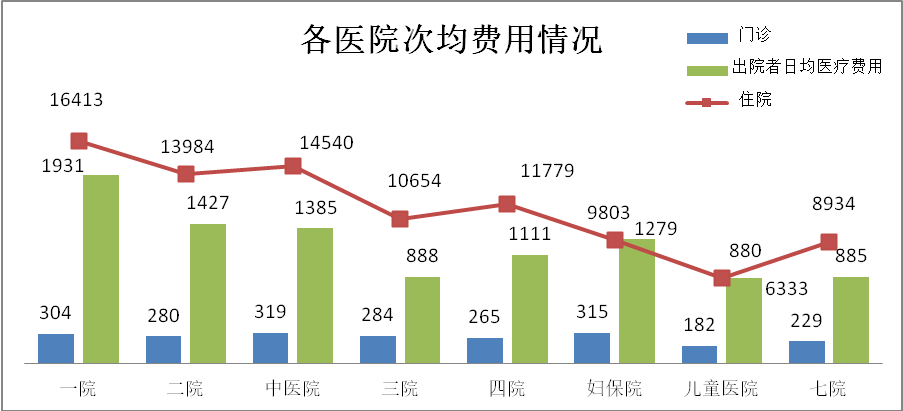 各医院次均费用情况
门诊
出院者日均医疗费用
住院
16413
13984
14540
10654
11779
9803
6333
8934
1931
1427
1385
888
1111
1279
880
885
304
280
319
284
265
315
182
229
一院
二院
中医院
三院
四院
妇保院
儿童医院
七院